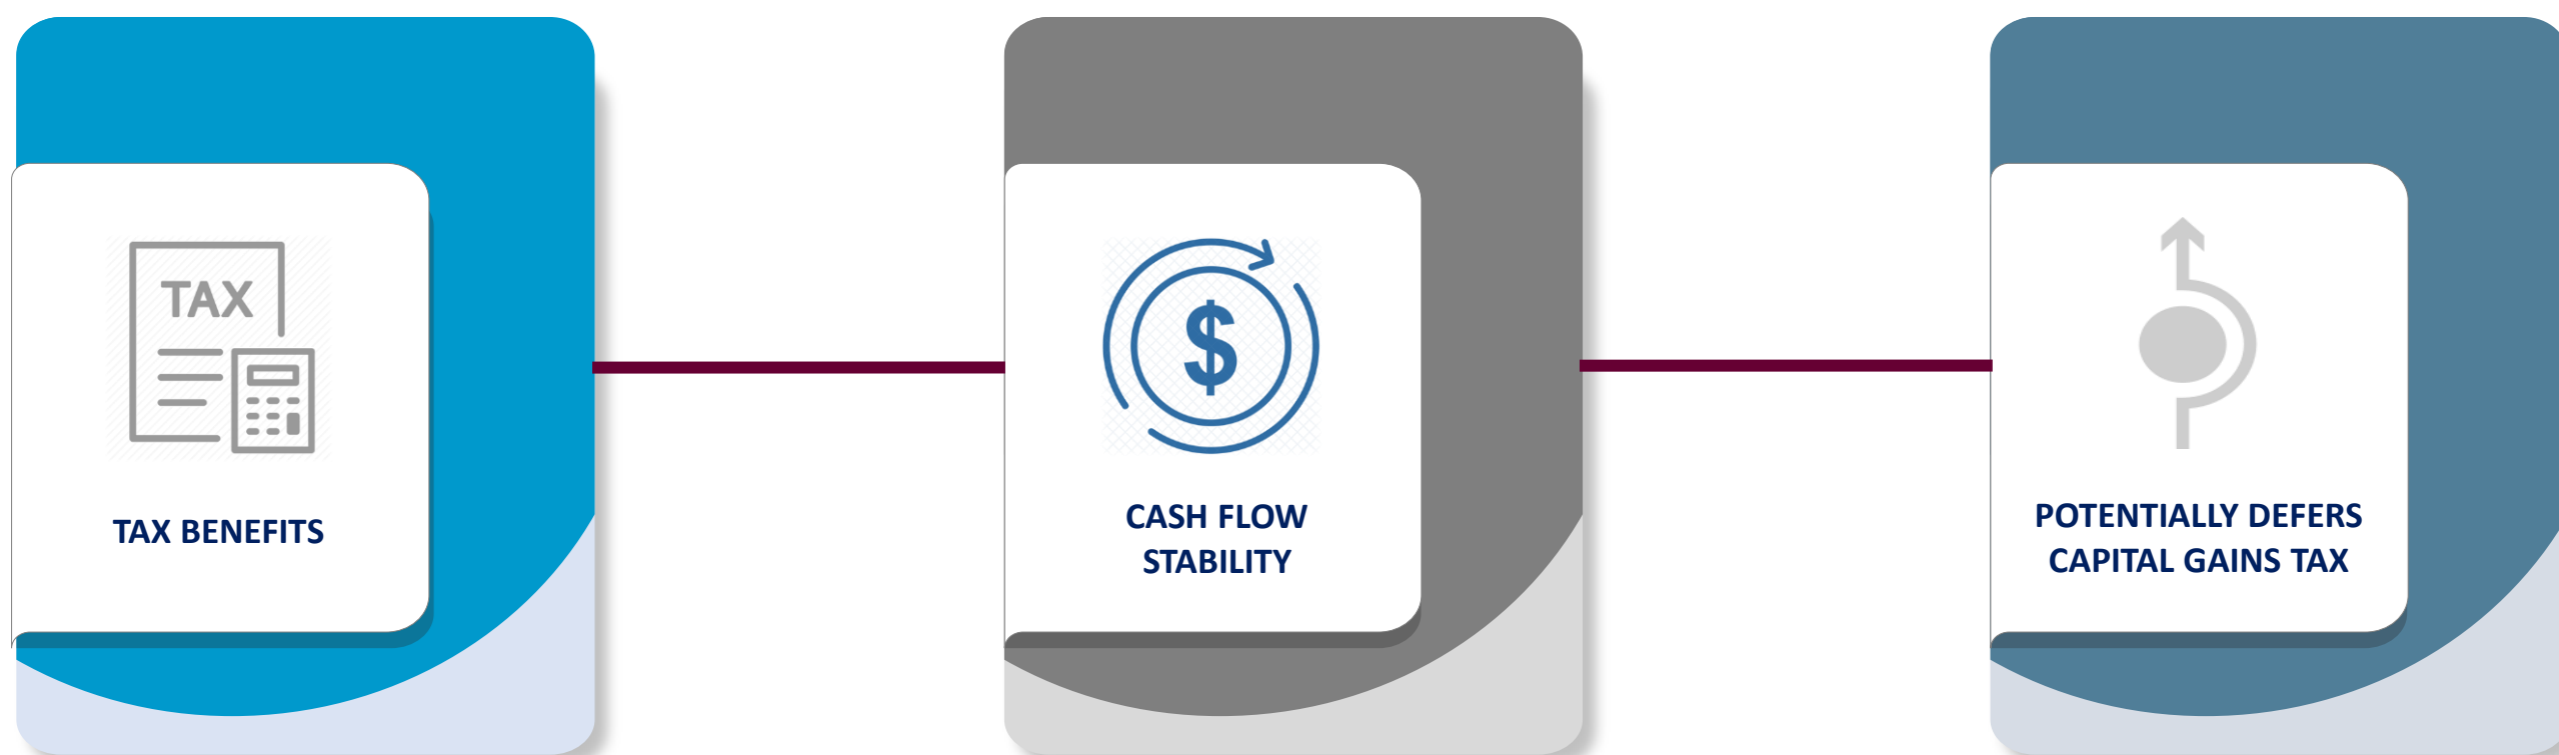 TAX
TAX BENEFITS
$
CASH FLOW
STABILITY
POTENTIALLY DEFERS
CAPITAL GAINS TAX